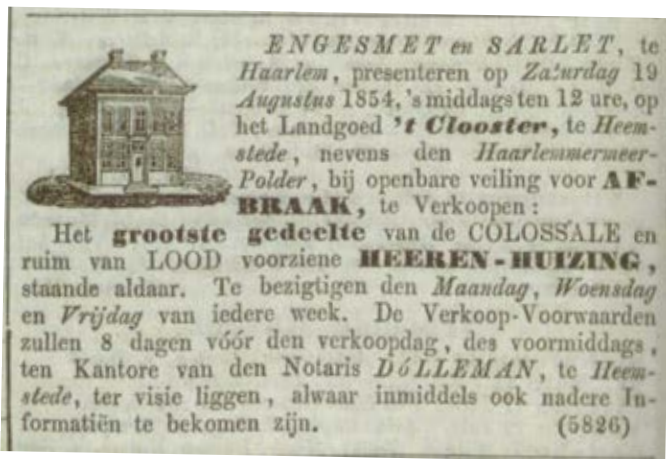 ENGESMET en SARLET, te
Haarlem, presenteren op Zaturdag 19
Augustus 1854, 's middags ten 12 ure, op
het Landgoed 't Clooster, te Heem-
stede, nevens den Haarlemmermeer-
Polder, bij openbare veiling voor AF-
BRAAK, te Verkoopen:
Het grootste gedeelte van de COLOSSALE en
ruim van LOOD voorziene HEEREN-HUIZING,
staande aldaar. Te bezigtigen den Maandag, Woensdag
en Vrijdag van iedere week. De Verkoop-Voorwaarden
zullen 8 dagen vóór den verkoopdag, des voormiddags,
ten Kantore van den Notaris DÓLLEMAN, te Heem-
stede, ter visie liggen, alwaar inmiddels ook nadere In-
formatiën te bekomen zijn. (5826)